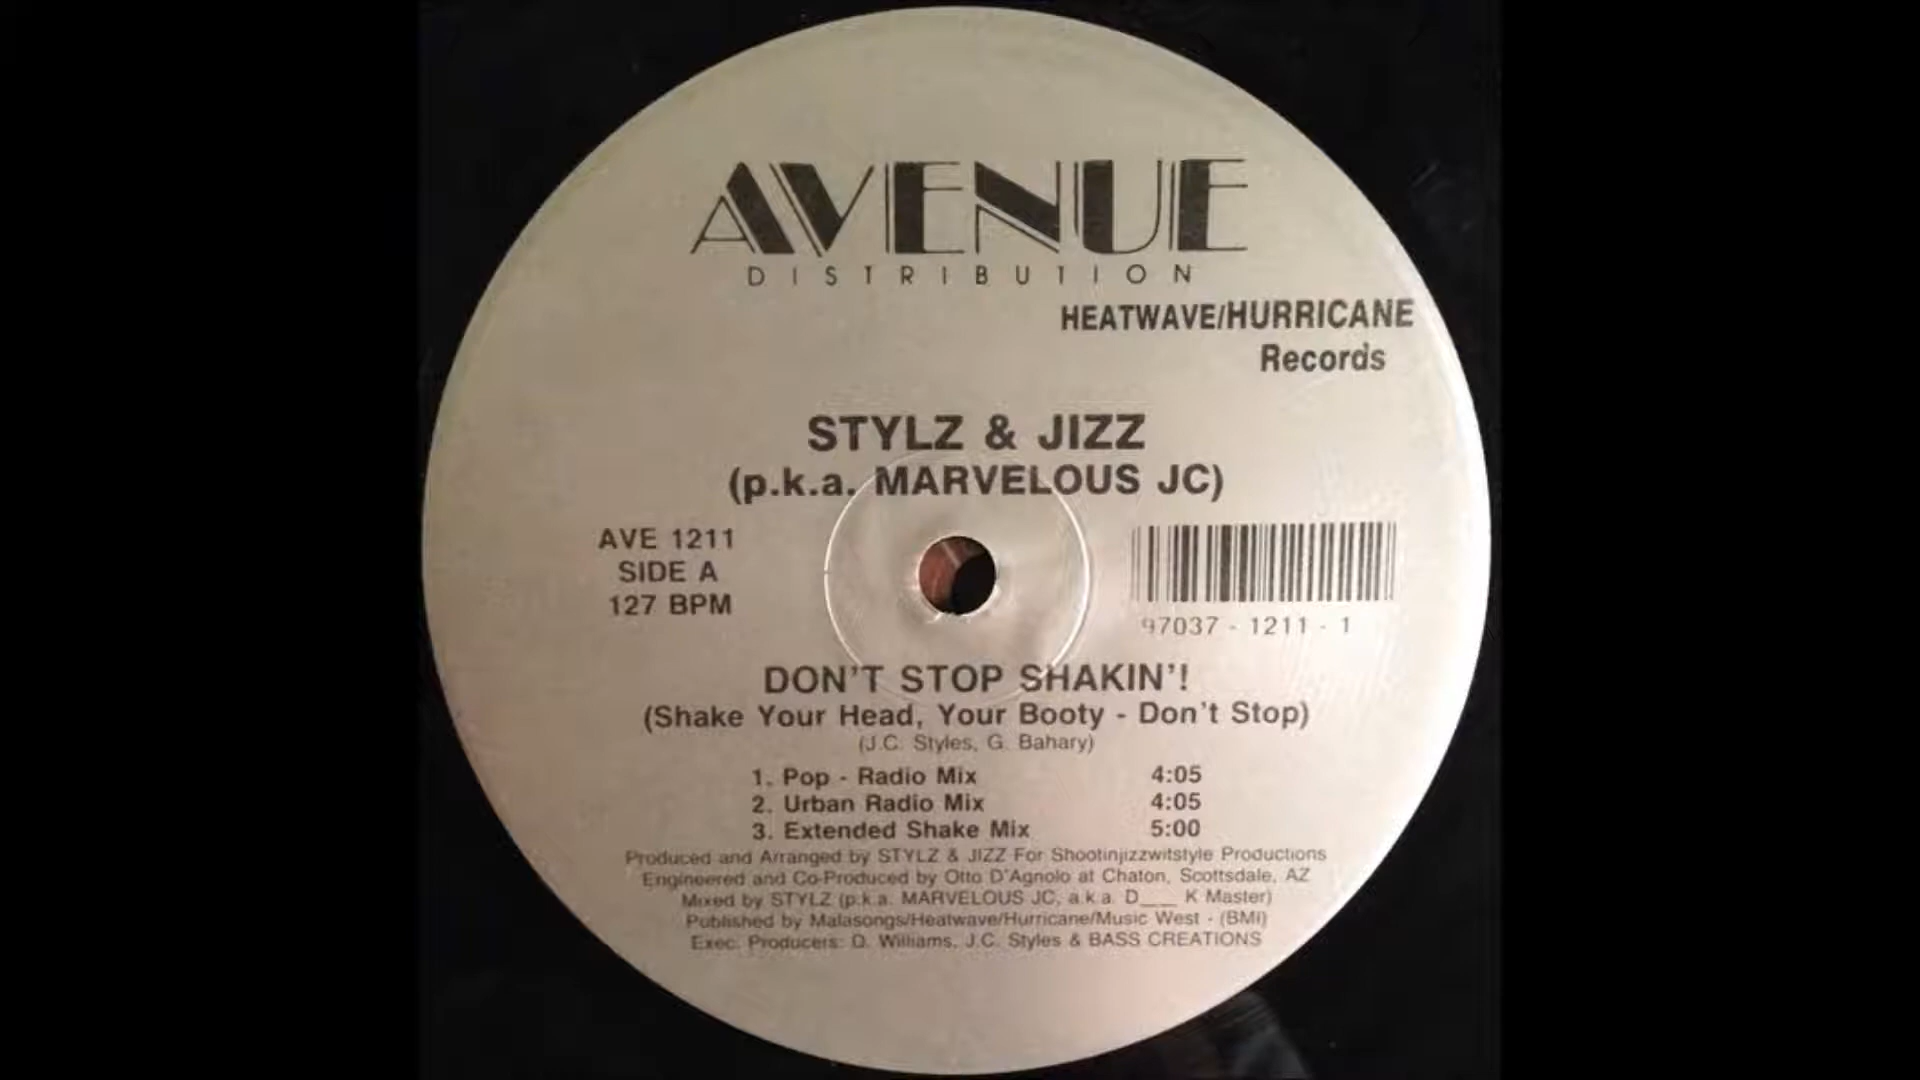 AVENUE
DISTRIBUTION
HEATWAVE/HURRICANE
Records
STYLZ & JIZZ
(p.k.a. MARVELOUS JC)
AVE 1211
SIDE A
127 BPM
97037 - 1211 - 1
DON'T STOP SHAKIN'!
(Shake Your Head, Your Booty - Don't Stop)
(J.C. Styles, G. Bahary)
1. Pop - Radio Mix 4:05
2. Urban Radio Mix 4:05
3. Extended Shake Mix 5:00
Produced and Arranged by STYLZ & JIZZ For Shootinjizzwitstyle Productions
Engineered and Co-Produced by Otto D'Agnolo at Chaton, Scottsdale, AZ
Mixed by STYLZ (p.k.a. MARVELOUS JC, a.k.a. D___ K Master)
Published by Malasongs/Heatwave/Hurricane/Music West - (BMI)
Exec. Producers: D. Williams, J.C. Styles & BASS CREATIONS